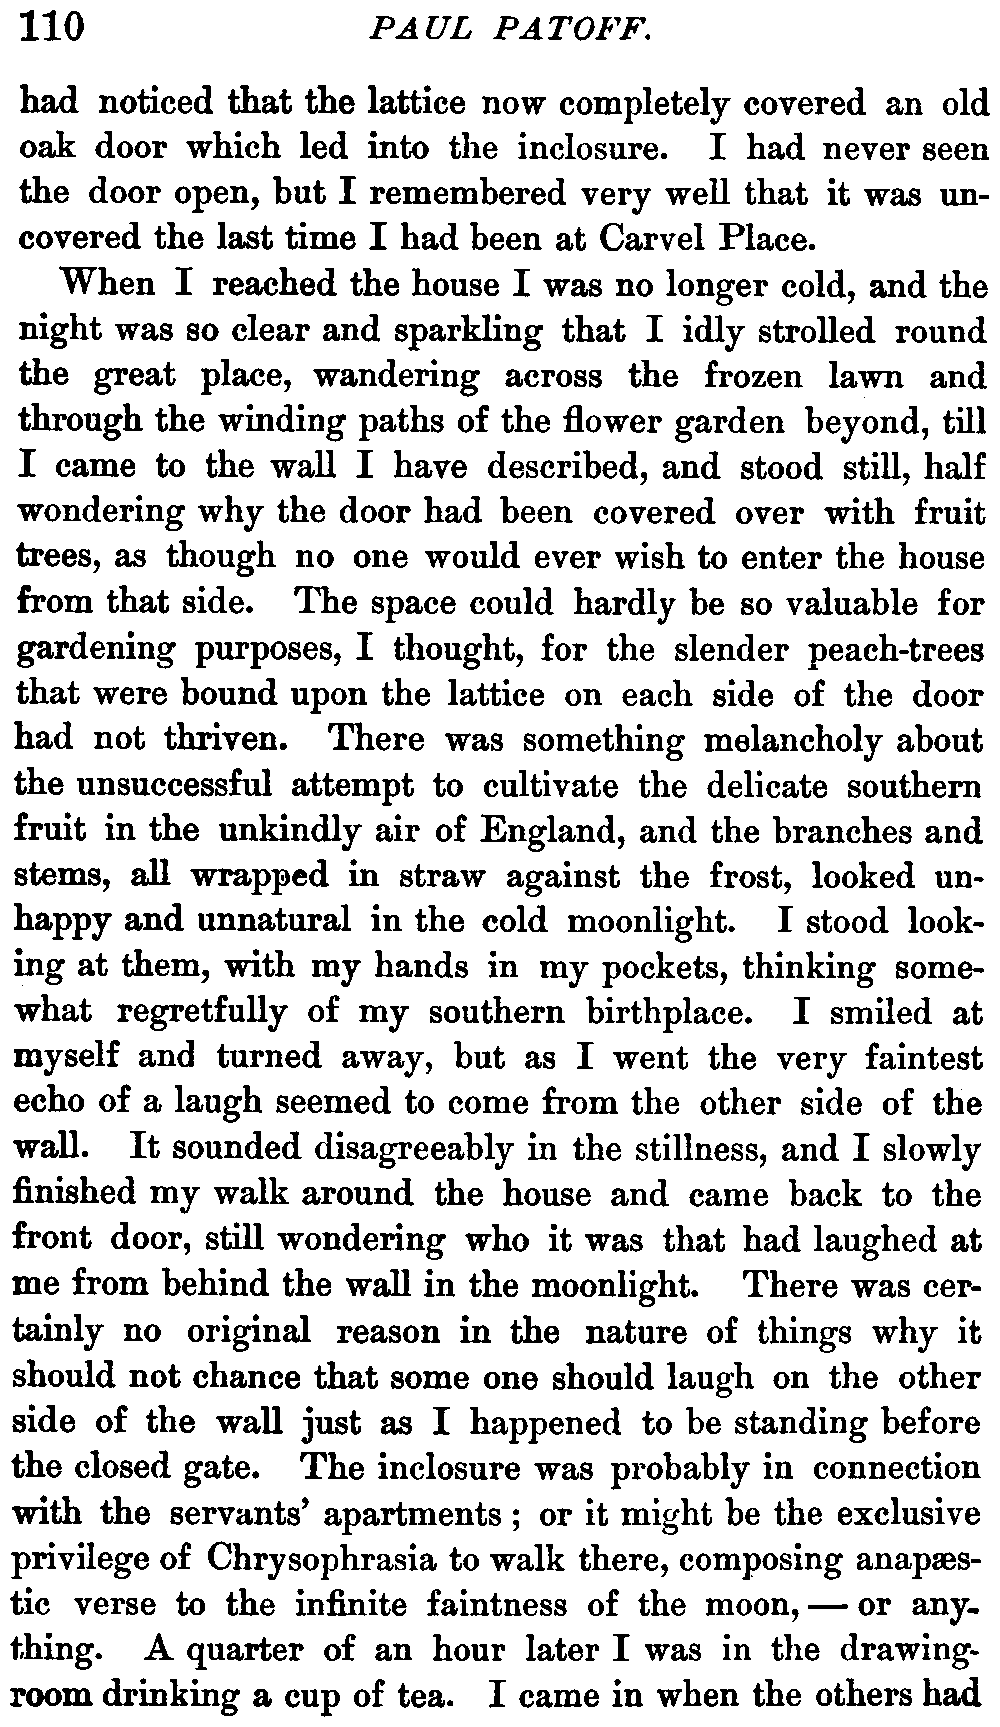 110 PAUL PATOFF.
had noticed that the lattice now completely covered an old
oak door which led into the inclosure. I had never seen
the door open, but I remembered very well that it was un-
covered the last time I had been at Carvel Place.
When I reached the house I was no longer cold, and the
night was so clear and sparkling that I idly strolled round
the great place, wandering across the frozen lawn and
through the winding paths of the flower garden beyond, till
I came to the wall I have described, and stood still, half
wondering why the door had been covered over with fruit
trees, as though no one would ever wish to enter the house
from that side. The space could hardly be so valuable for
gardening purposes, I thought, for the slender peach-trees
that were bound upon the lattice on each side of the door
had not thriven. There was something melancholy about
the unsuccessful attempt to cultivate the delicate southern
fruit in the unkindly air of England, and the branches and
stems, all wrapped in straw against the frost, looked un-
happy and unnatural in the cold moonlight. I stood look-
ing at them, with my hands in my pockets, thinking some-
what regretfully of my southern birthplace. I smiled at
myself and turned away, but as I went the very faintest
echo of a laugh seemed to come from the other side of the
wall. It sounded disagreeably in the stillness, and I slowly
finished my walk around the house and came back to the
front door, still wondering who it was that had laughed at
me from behind the wall in the moonlight. There was cer-
tainly no original reason in the nature of things why it
should not chance that some one should laugh on the other
side of the wall just as I happened to be standing before
the closed gate. The inclosure was probably in connection
with the servants' apartments; or it might be the exclusive
privilege of Chrysophrasia to walk there, composing anapæs-
tic verse to the infinite faintness of the moon, — or any-
thing. A quarter of an hour later I was in the drawing-
room drinking a cup of tea. I came in when the others had